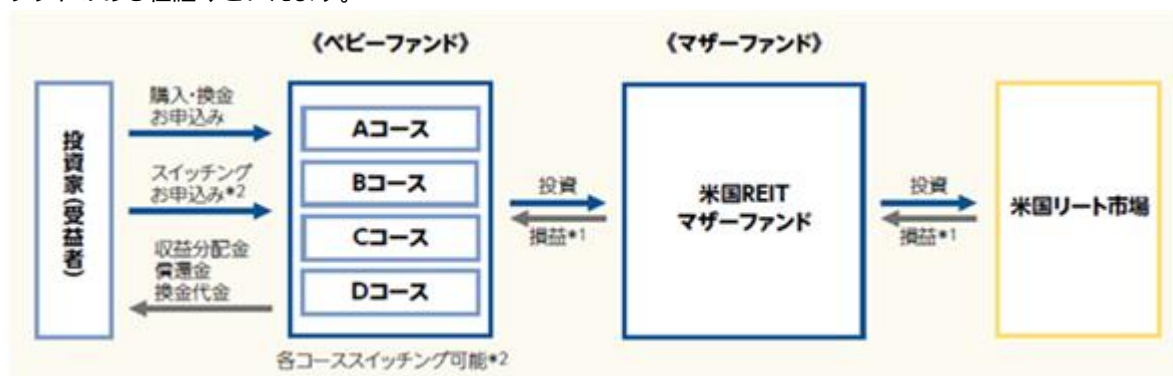 《ベビーファンド》
《マザーファンド》
投資家(受益者)
購入・換金
お申込み
スイッチング
お申込み*2
収益分配金
償還金
換金代金
Aコース
Bコース
Cコース
Dコース
各コーススイッチング可能*2
投資
損益*1
米国REIT
マザーファンド
投資
損益*1
米国リート市場